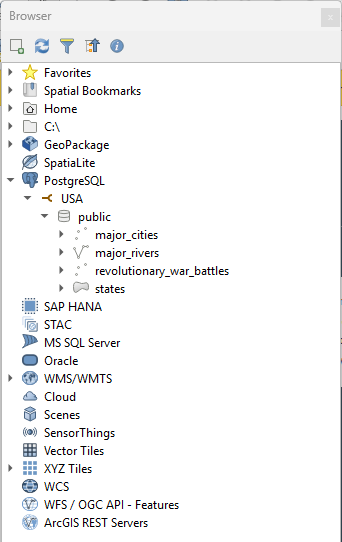 Browser
Favorites
Spatial Bookmarks
Home
C:\
GeoPackage
SpatiaLite
PostgreSQL
USA
public
major_cities
major_rivers
revolutionary_war_battles
states
SAP HANA
STAC
MS SQL Server
Oracle
WMS/WMTS
Cloud
Scenes
SensorThings
Vector Tiles
XYZ Tiles
WCS
WFS / OGC API - Features
ArcGIS REST Servers